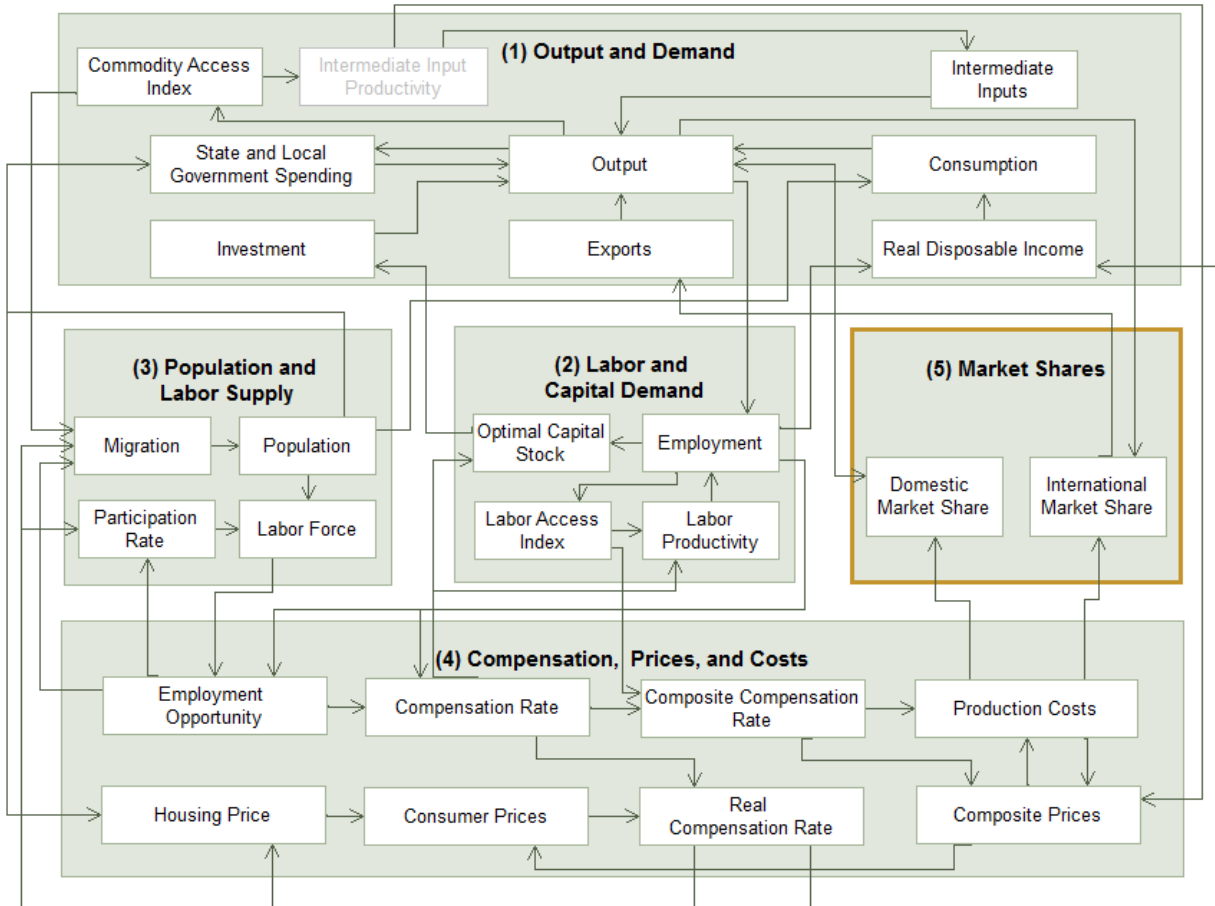 (1) Output and Demand
Commodity Access
Index
Intermediate Input
Productivity
Intermediate
Inputs
State and Local
Government Spending
Output
Consumption
Investment
Exports
Real Disposable Income
(3) Population and
Labor Supply
Migration
Population
Participation
Rate
Labor Force
(2) Labor and
Capital Demand
Optimal Capital
Stock
Employment
Labor Access
Index
Labor
Productivity
(5) Market Shares
Domestic
Market Share
International
Market Share
(4) Compensation, Prices, and Costs
Employment
Opportunity
Compensation Rate
Composite Compensation
Rate
Production Costs
Housing Price
Consumer Prices
Real
Compensation Rate
Composite Prices